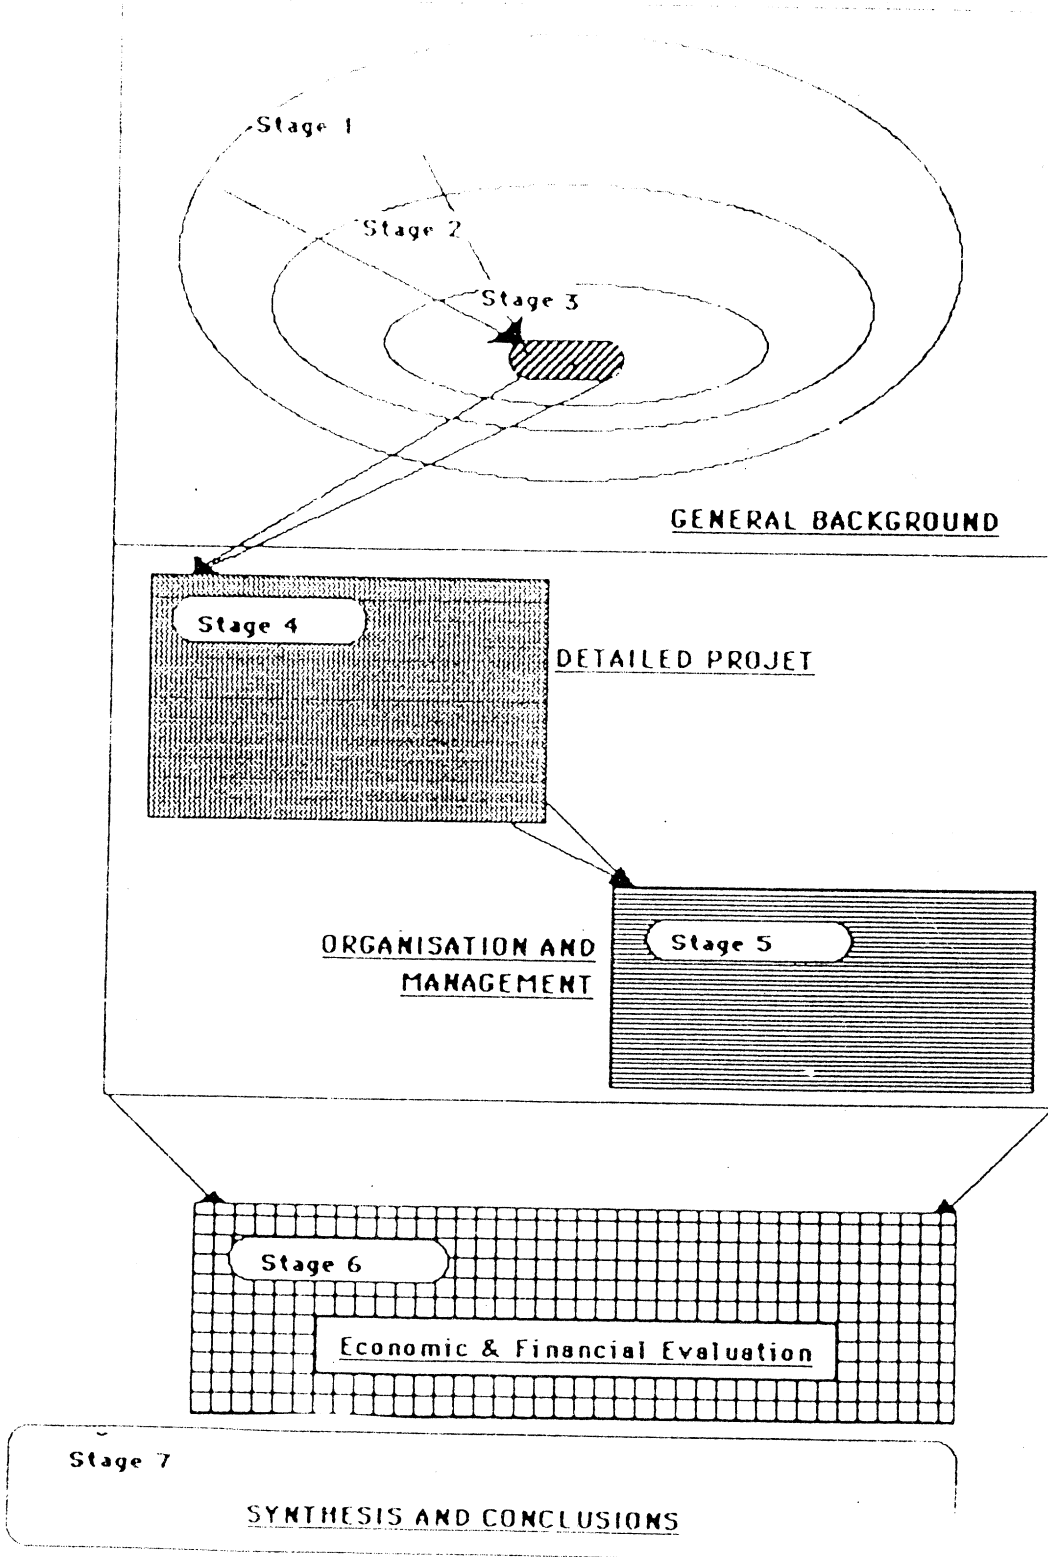 Stage 1
Stage 2
Stage 3
GENERAL BACKGROUND
Stage 4
DETAILED PROJET
ORGANISATION AND
MANAGEMENT
Stage 5
Stage 6
Economic & Financial Evaluation
Stage 7
SYNTHESIS AND CONCLUSIONS